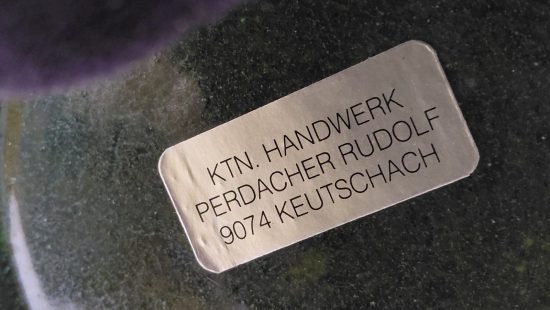 KTN. HANDWERK
PERDACHER RUDOLF
9074 KEUTSCHACH